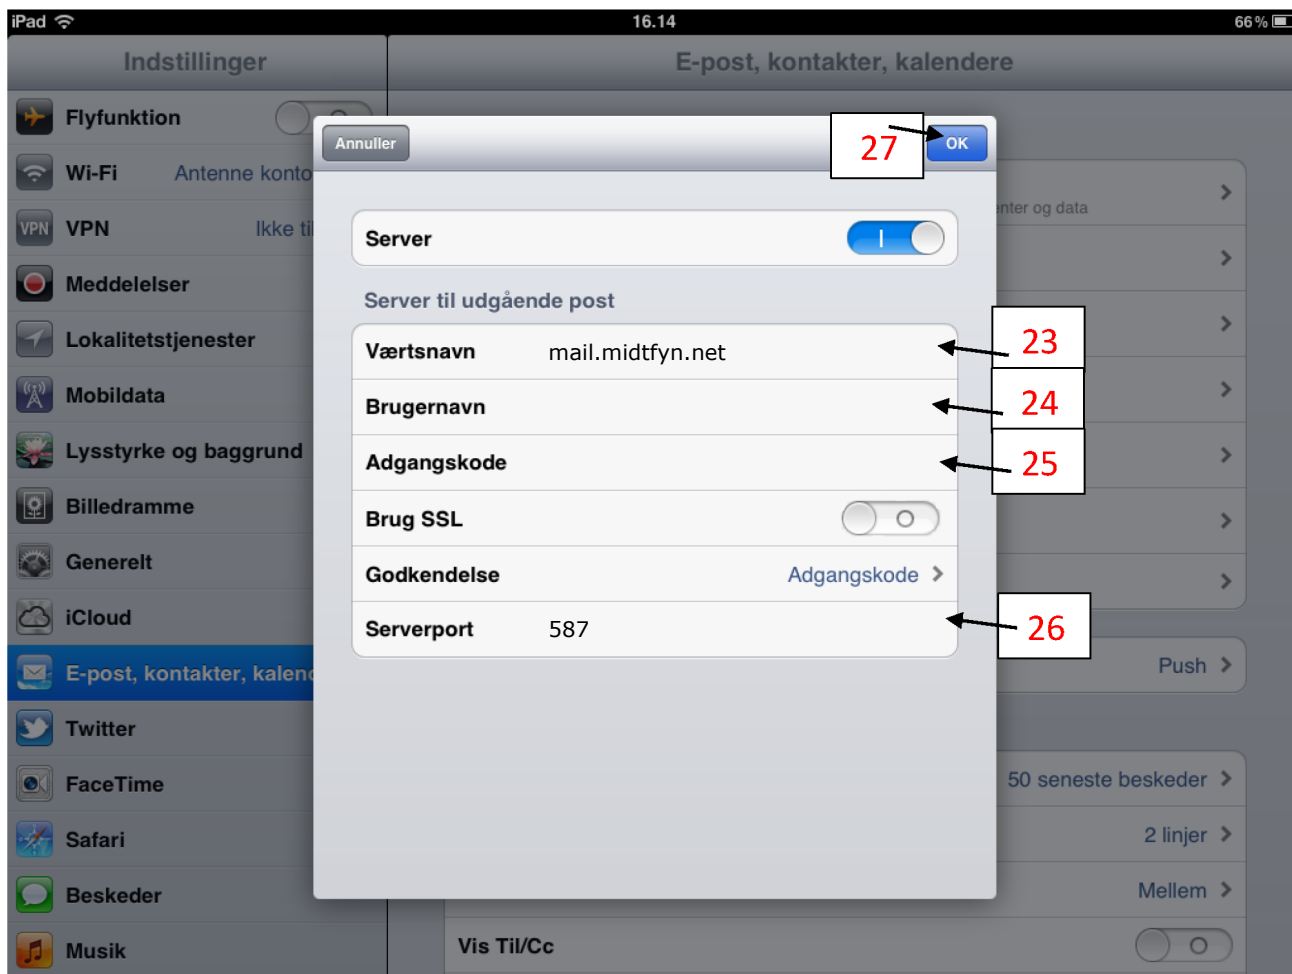 iPad 16.14 66%
Indstillinger
E-post, kontakter, kalendere
Flyfunktion
Wi-Fi Antenne konto
VPN VPN Ikke til
Meddelelser
Lokalitetstjenester
Mobildata
Lysstyrke og baggrund
Billedramme
Generelt
iCloud
E-post, kontakter, kalend
Twitter
FaceTime
Safari
Beskeder
Musik
Annuller 27 OK
Server
Server til udgående post
Værtsnavn mail.midtfyn.net 23
Brugernavn 24
Adgangskode 25
Brug SSL
Godkendelse Adgangskode
Serverport 587 26
enter og data
Push
50 seneste beskeder
2 linjer
Mellem
Vis Til/Cc